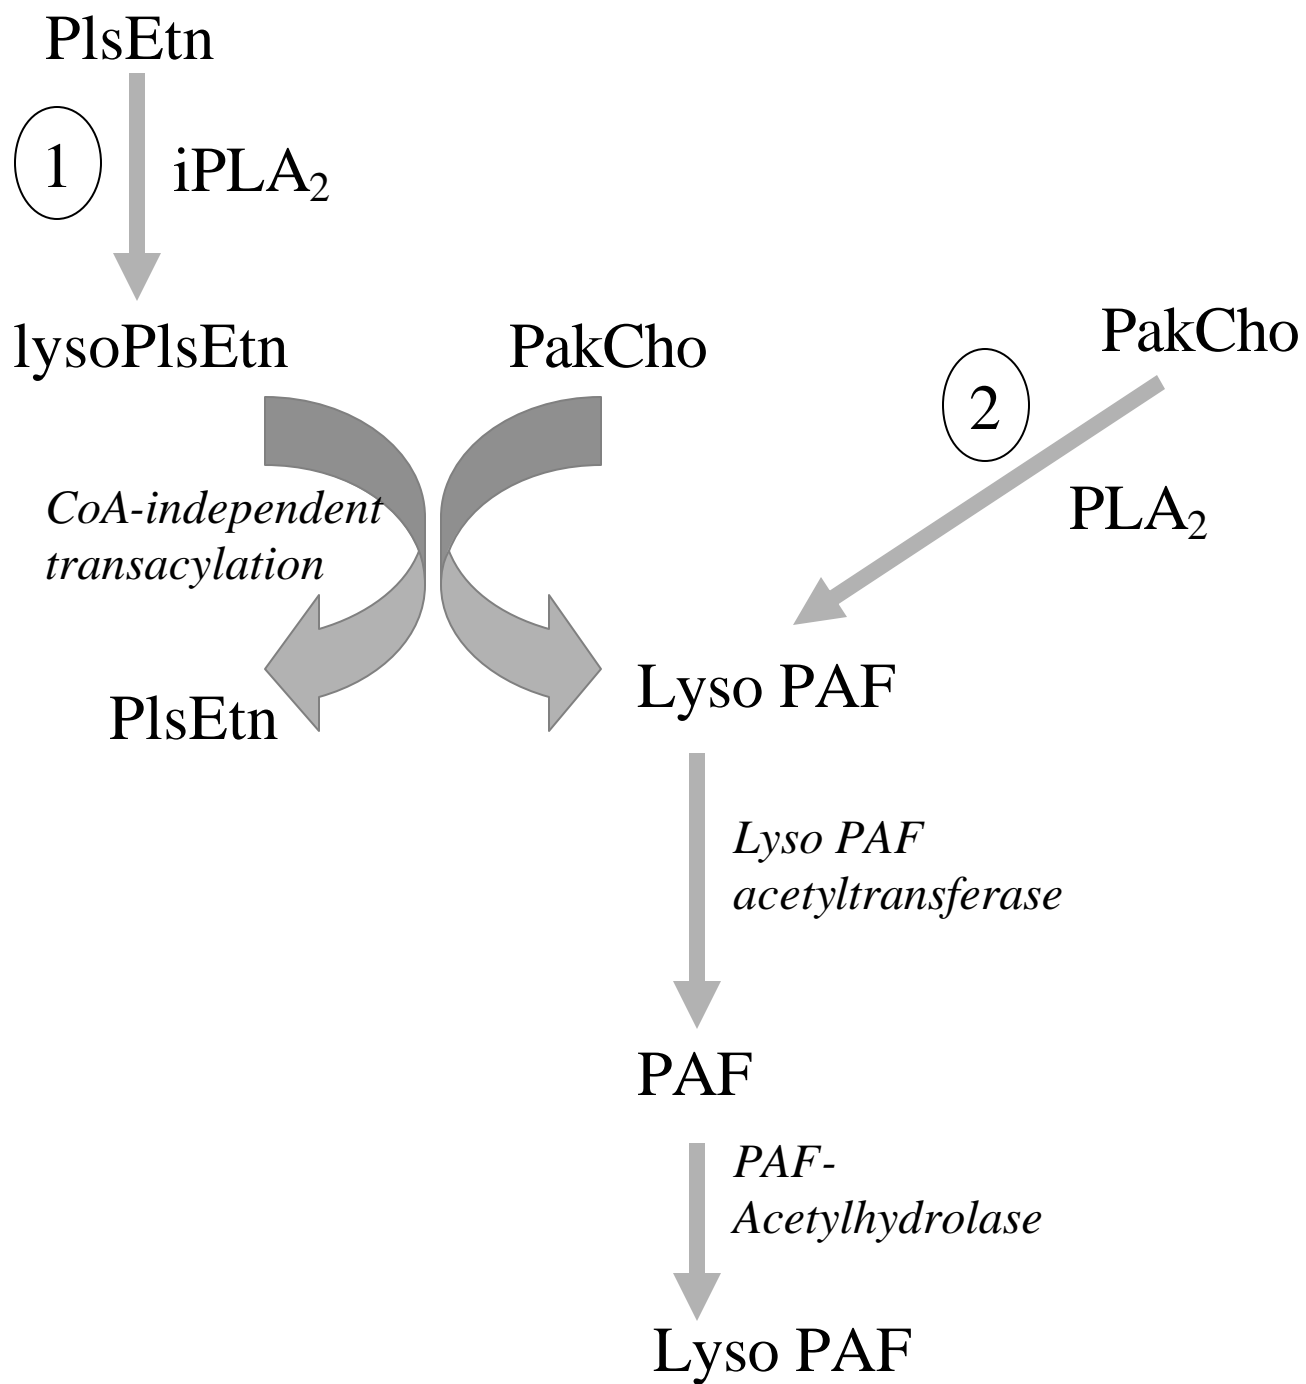 PlsEtn
1
iPLA₂
lysoPlsEtn
PakCho
PakCho
2
CoA-independent
transacylation
PLA₂
PlsEtn
Lyso PAF
Lyso PAF
acetyltransferase
PAF
PAF-
Acetylhydrolase
Lyso PAF